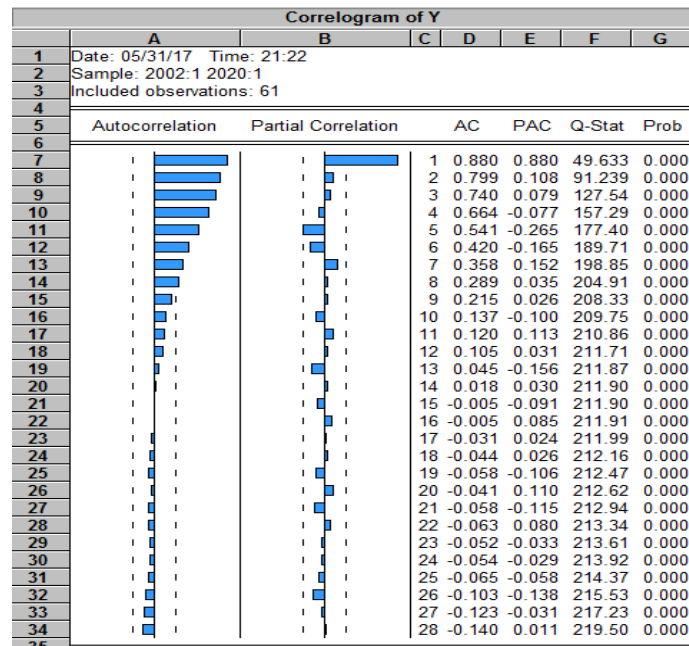 Correlogram of Y
A B C D E F G
1 Date: 05/31/17 Time: 21:22
2 Sample: 2002:1 2020:1
3 Included observations: 61
4
5 Autocorrelation Partial Correlation AC PAC Q-Stat Prob
6
7 1 0.880 0.880 49.633 0.000
8 2 0.799 0.108 91.239 0.000
9 3 0.740 0.079 127.54 0.000
10 4 0.664 -0.077 157.29 0.000
11 5 0.541 -0.265 177.40 0.000
12 6 0.420 -0.165 189.71 0.000
13 7 0.358 0.152 198.85 0.000
14 8 0.289 0.035 204.91 0.000
15 9 0.215 0.026 208.33 0.000
16 10 0.137 -0.100 209.75 0.000
17 11 0.120 0.113 210.86 0.000
18 12 0.105 0.031 211.71 0.000
19 13 0.045 -0.156 211.87 0.000
20 14 0.018 0.030 211.90 0.000
21 15 -0.005 -0.091 211.90 0.000
22 16 -0.005 0.085 211.91 0.000
23 17 -0.031 0.024 211.99 0.000
24 18 -0.044 0.026 212.16 0.000
25 19 -0.058 -0.106 212.47 0.000
26 20 -0.041 0.110 212.62 0.000
27 21 -0.058 -0.115 212.94 0.000
28 22 -0.063 0.080 213.34 0.000
29 23 -0.052 -0.033 213.61 0.000
30 24 -0.054 -0.029 213.92 0.000
31 25 -0.065 -0.058 214.37 0.000
32 26 -0.103 -0.138 215.53 0.000
33 27 -0.123 -0.031 217.23 0.000
34 28 -0.140 0.011 219.50 0.000
35